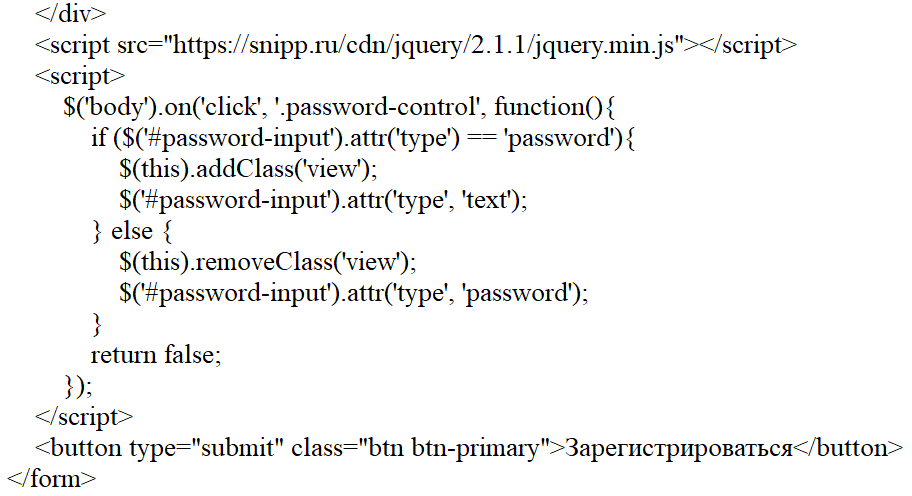 </div>
<script src="https://snipp.ru/cdn/jquery/2.1.1/jquery.min.js"></script>
<script>
$('body').on('click', '.password-control', function(){
if ($('#password-input').attr('type') == 'password'){
$(this).addClass('view');
$('#password-input').attr('type', 'text');
} else {
$(this).removeClass('view');
$('#password-input').attr('type', 'password');
}
return false;
});
</script>
<button type="submit" class="btn btn-primary">Зарегистрироваться</button>
</form>